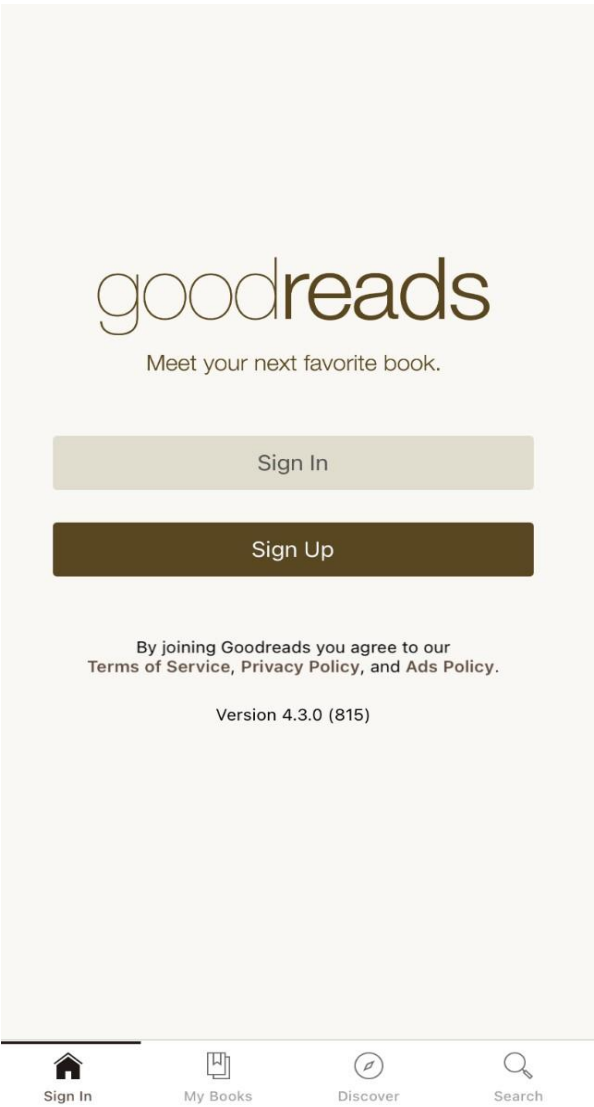 goodreads
Meet your next favorite book.
Sign In
Sign Up
By joining Goodreads you agree to our
Terms of Service, Privacy Policy, and Ads Policy.
Version 4.3.0 (815)
Sign In My Books Discover Search